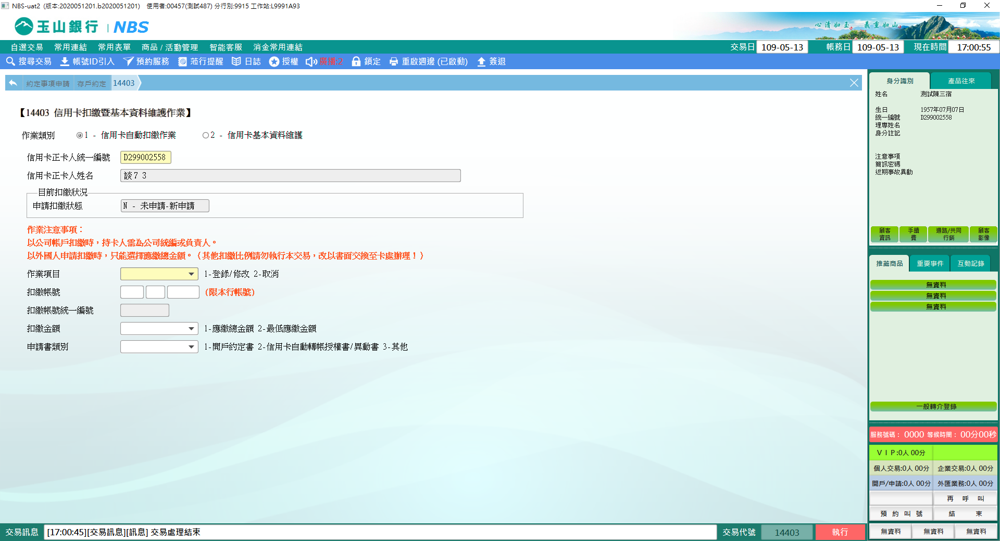 NBS-uat2 (版本:2020051201.b2020051201) 使用者:00457(測試487) 分行別:9915 工作站:L9991A93
玉山銀行 | NBS
心清如玉。 義重如山。
自選交易 常用連結 常用表單 商品 / 活動管理 智能客服 消金常用連結
交易日 109-05-13 帳務日 109-05-13 現在時間 17:00:55
搜尋交易 帳號ID引入 預約服務 蒞行提醒 日誌 授權 廣播:2 鎖定 重啟週邊 (已啟動) 簽退
約定事項申請 存戶約定 14403
【14403 信用卡扣繳暨基本資料維護作業】
作業類別 1 - 信用卡自動扣繳作業 2 - 信用卡基本資料維護
信用卡正卡人統一編號 D299002558
信用卡正卡人姓名 談7 3
目前扣繳狀況
申請扣繳狀態 N - 未申請-新申請
作業注意事項：
以公司帳戶扣繳時，持卡人需為公司統編或負責人。
以外國人申請扣繳時，只能選擇應繳總金額。（其他扣繳比例請勿執行本交易，改以書面交換至卡處辦理！）
作業項目 1-登錄/修改 2-取消
扣繳帳號 (限本行帳號)
扣繳帳號統一編號
扣繳金額 1-應繳總金額 2-最低應繳金額
申請書類別 1-開戶約定書 2-信用卡自動轉帳授權書/異動書 3-其他
身分識別 產品往來
姓名 測試陳三宿
生日 1957年07月07日
統一編號 D299002558
理專姓名
身分註記
注意事項
簡訊密碼
近期事故異動
顧客資訊 手續費 通路/共同行銷 顧客影像
推薦商品 重要事件 互動記錄
無資料
無資料
無資料
一般轉介登錄
服務號碼： 0000 等候時間： 00分00秒
ＶＩＰ:0人 00分
個人交易:0人 00分 企業交易:0人 00分
開戶/申請:0人 00分 外匯業務:0人 00分
再 呼 叫
預 約 叫 號 結 束
無資料 無資料 無資料
交易訊息 [17:00:45][交易訊息][訊息] 交易處理結束
交易代號 14403 執行